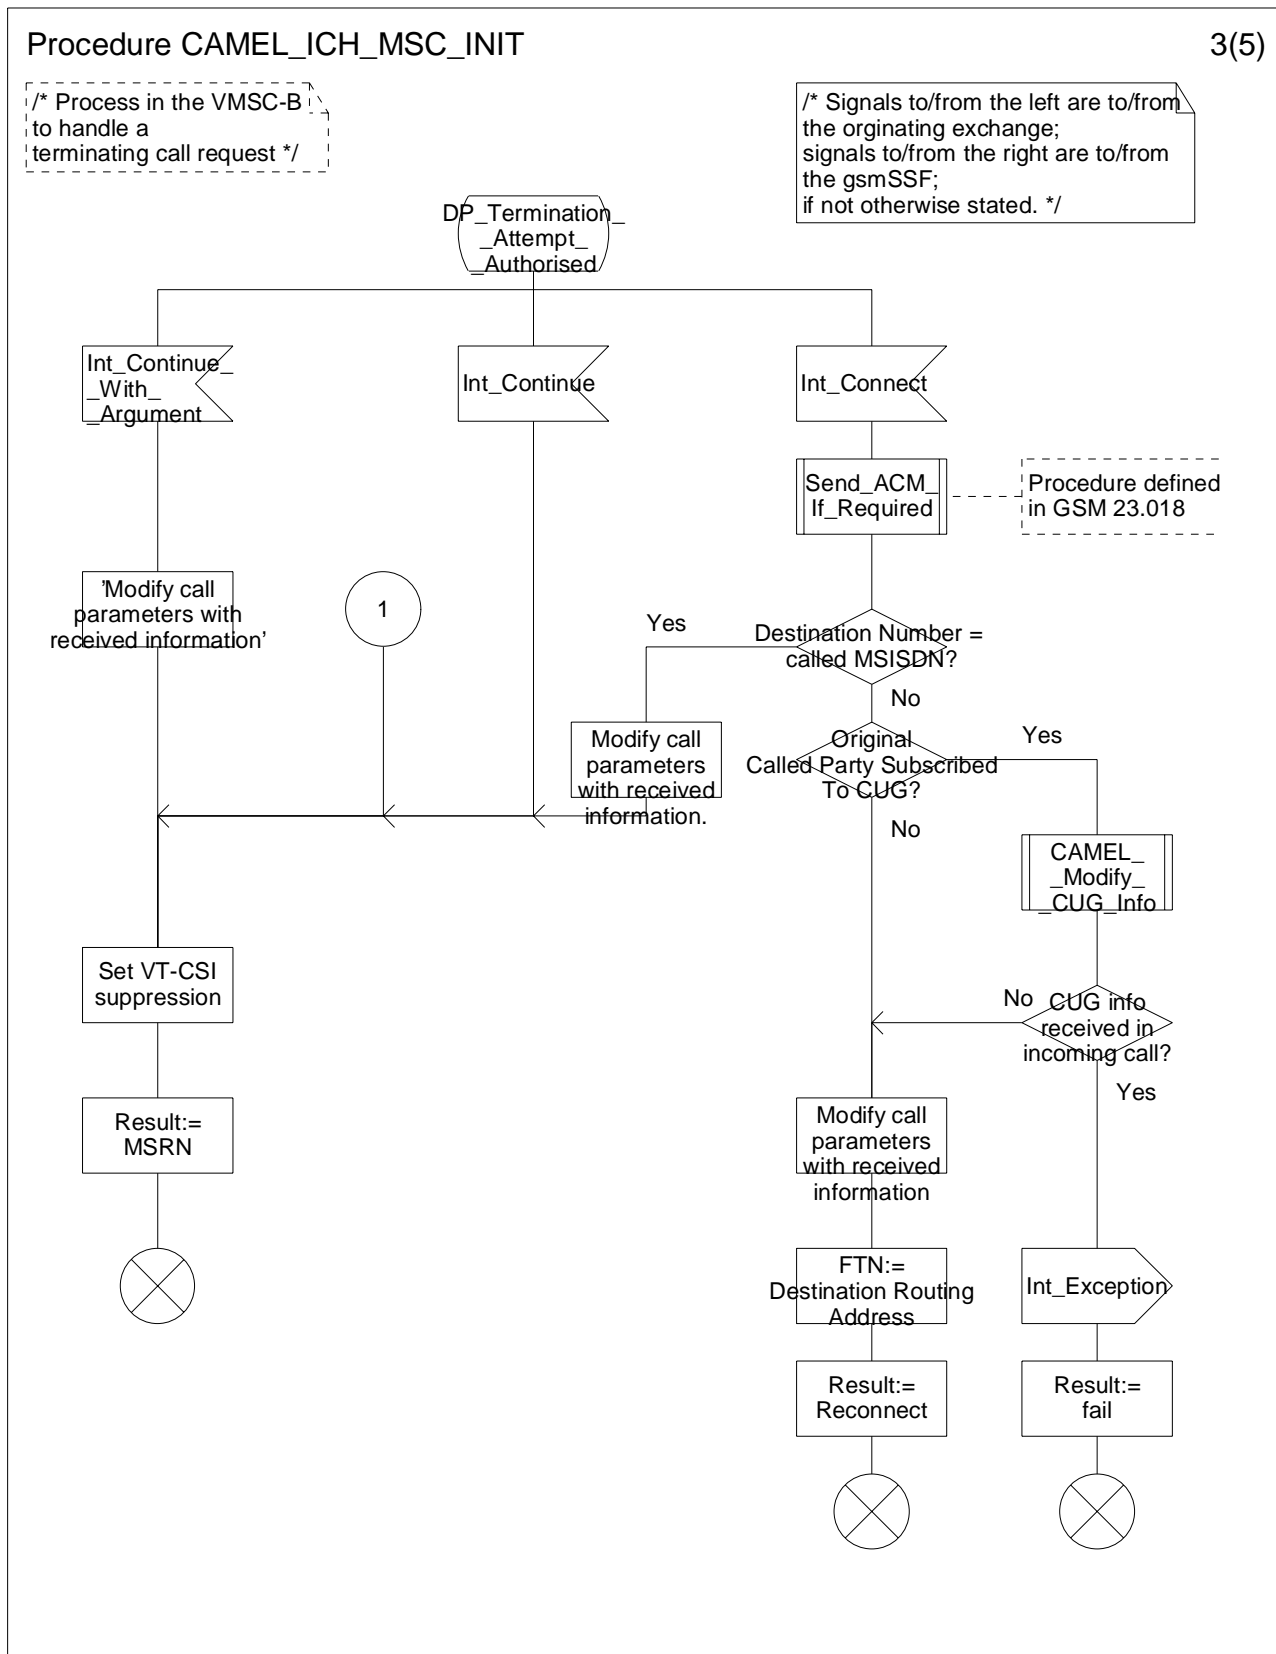 Procedure CAMEL_ICH_MSC_INIT
3(5)
/* Process in the VMSC-B
to handle a
terminating call request */
/* Signals to/from the left are to/from
the orginating exchange;
signals to/from the right are to/from
the gsmSSF;
if not otherwise stated. */
DP_Termination_
_Attempt_
_Authorised
Int_Continue_
_With_
_Argument
Int_Continue
Int_Connect
Send_ACM_
If_Required
Procedure defined
in GSM 23.018
'Modify call
parameters with
received information'
1
Yes
Destination Number =
called MSISDN?
No
Modify call
parameters
with received
information.
Original
Called Party Subscribed
To CUG?
Yes
No
CAMEL_
_Modify_
_CUG_Info
Set VT-CSI
suppression
No
CUG info
received in
incoming call?
Yes
Result:=
MSRN
Modify call
parameters
with received
information
FTN:=
Destination Routing
Address
Int_Exception
Result:=
Reconnect
Result:=
fail